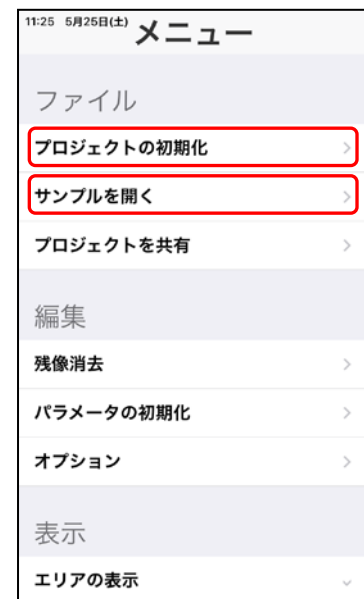 11:25 5月25日(土) メニュー
ファイル
プロジェクトの初期化
サンプルを開く
プロジェクトを共有
編集
残像消去
パラメータの初期化
オプション
表示
エリアの表示